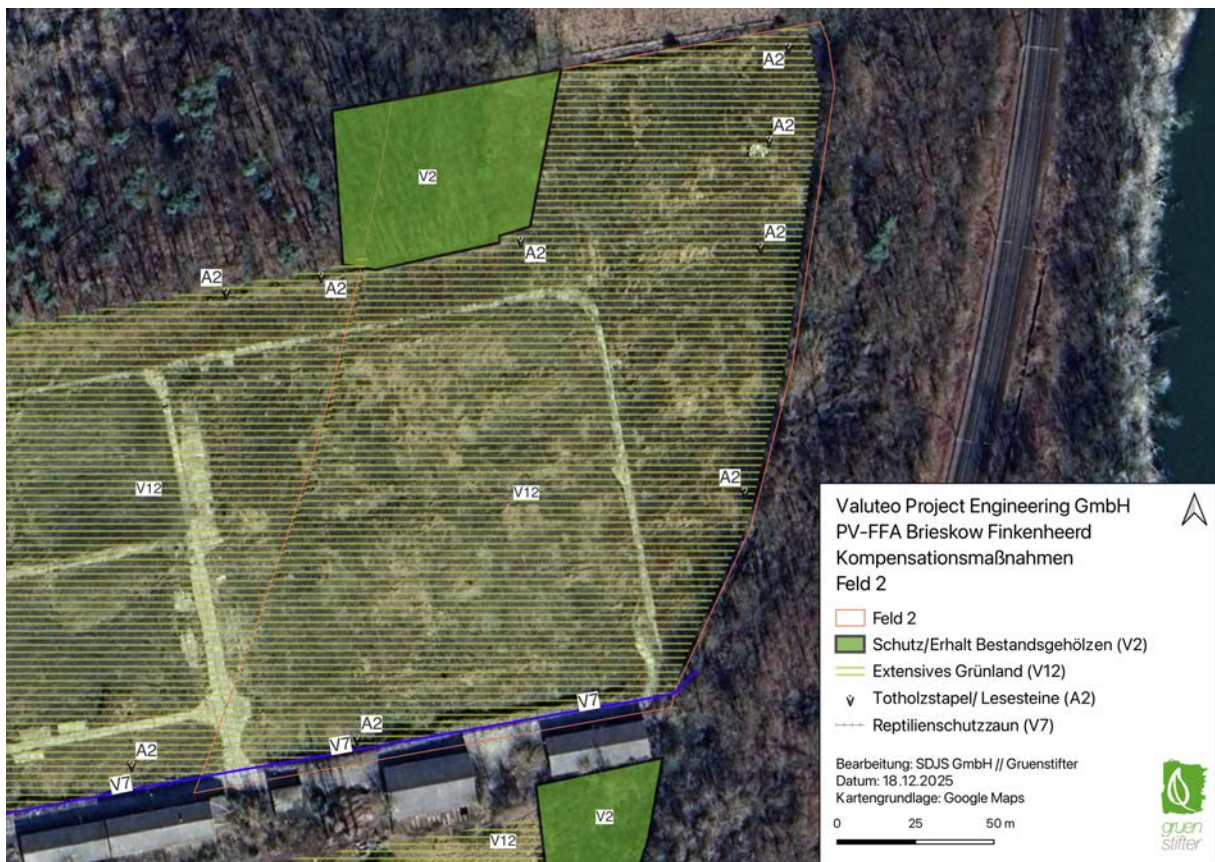 A2
A2
V2
A2
A2
A2
A2
V12
V12
A2
V7
A2
V7
A2
V7
V2
V12
Valuteo Project Engineering GmbH
PV-FFA Brieskow Finkenheerd
Kompensationsmaßnahmen
Feld 2
Feld 2
Schutz/Erhalt Bestandsgehölzen (V2)
Extensives Grünland (V12)
Totholzstapel/ Lesesteine (A2)
Reptilienschutzzaun (V7)
Bearbeitung: SDJS GmbH // Gruenstifter
Datum: 18.12.2025
Kartengrundlage: Google Maps
0 25 50 m
gruen
stifter